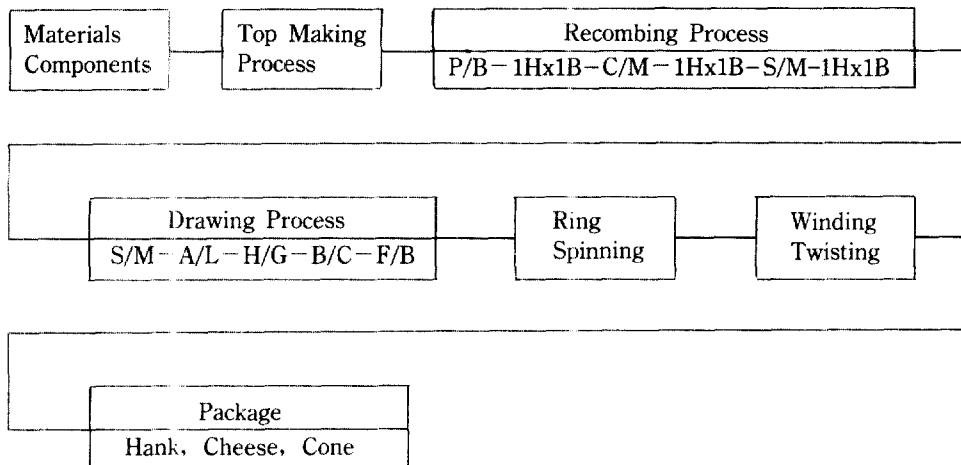 Materials
Components
Top Making
Process
Recombing Process
P/B－1Hx1B－C/M－1Hx1B－S/M－1Hx1B
Drawing Process
S/M－A/L－H/G－B/C－F/B
Ring
Spinning
Winding
Twisting
Package
Hank, Cheese, Cone